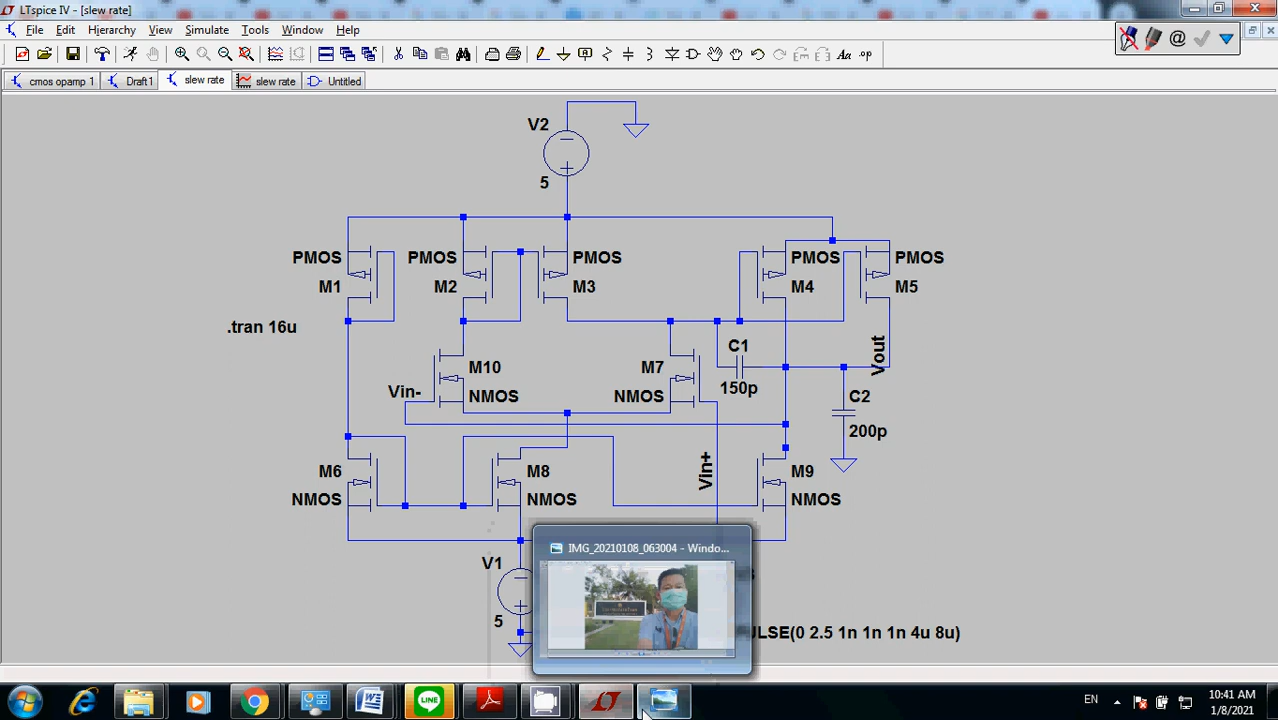 LTspice IV - [slew rate]
File Edit Hierarchy View Simulate Tools Window Help
cmos opamp 1 Draft1 slew rate slew rate Untitled
V2
5
PMOS PMOS PMOS PMOS PMOS
M1 M2 M3 M4 M5
.tran 16u
C1
150p
Vout
M10 M7
Vin- NMOS NMOS
C2
200p
M6 M8 Vin+ M9
NMOS NMOS NMOS
V1
5
IMG_20210108_063004 - Windo...
LSE(0 2.5 1n 1n 1n 4u 8u)
EN
10:41 AM
1/8/2021